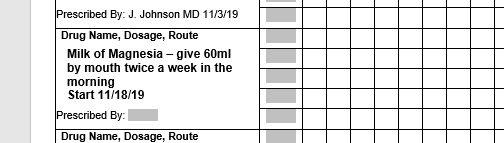 Prescribed By: J. Johnson MD 11/3/19
Drug Name, Dosage, Route
Milk of Magnesia – give 60ml
by mouth twice a week in the
morning
Start 11/18/19
Prescribed By:
Drug Name, Dosage, Route